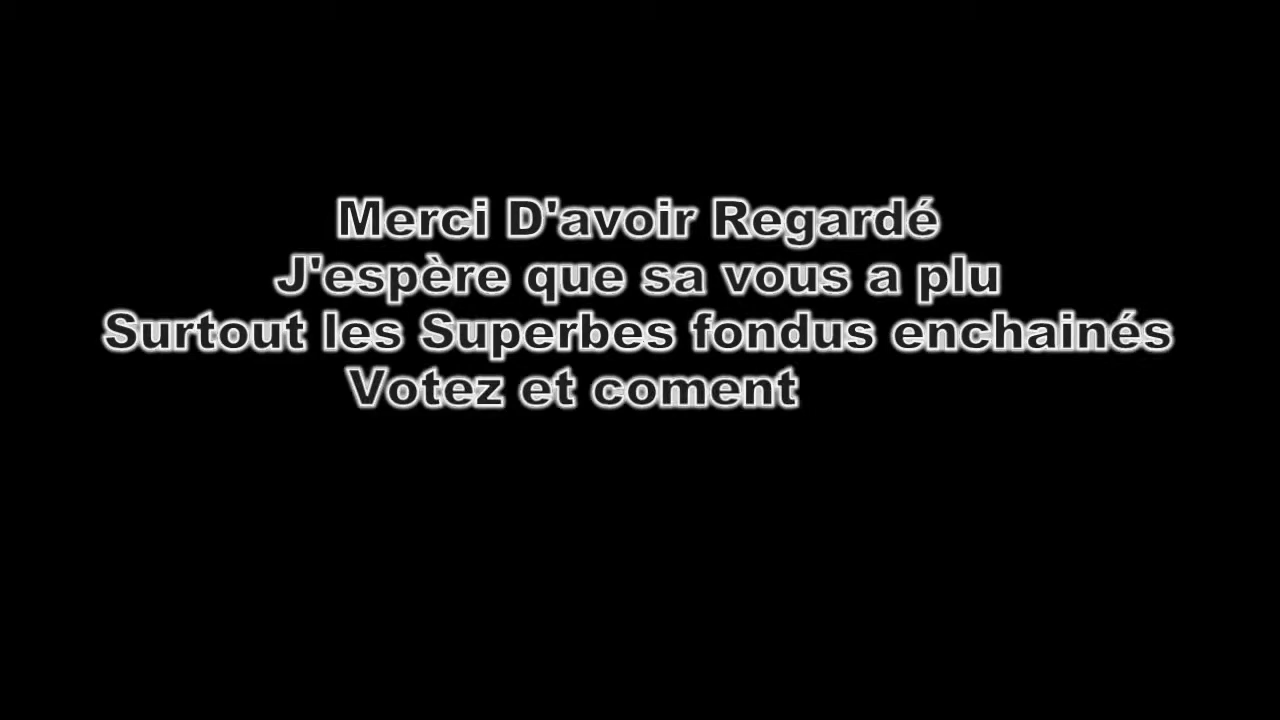 Merci D'avoir Regardé
J'espère que sa vous a plu
Surtout les Superbes fondus enchainés
Votez et coment